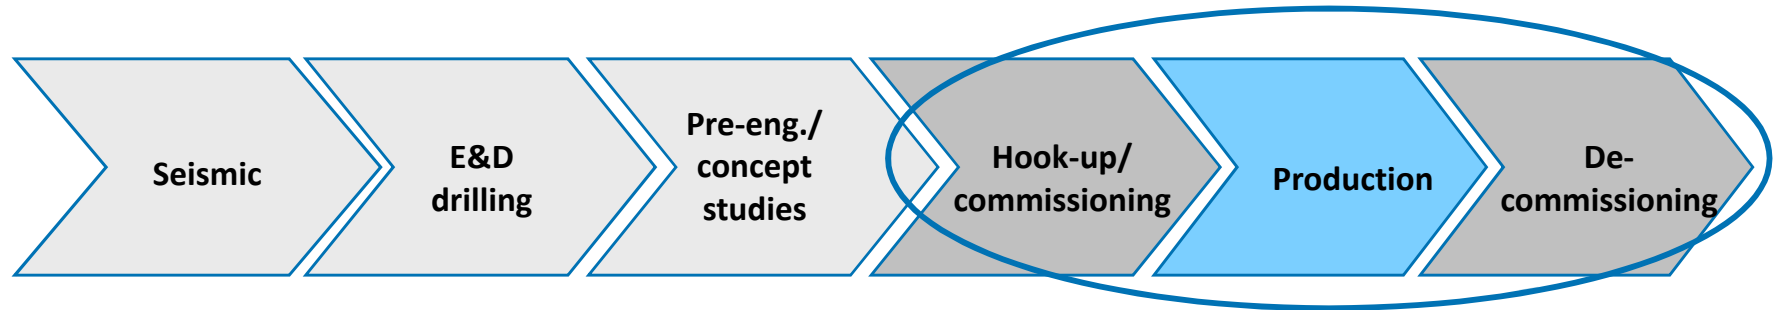 Seismic
E&D
drilling
Pre-eng./
concept
studies
Hook-up/
commissioning
Production
De-
commissioning